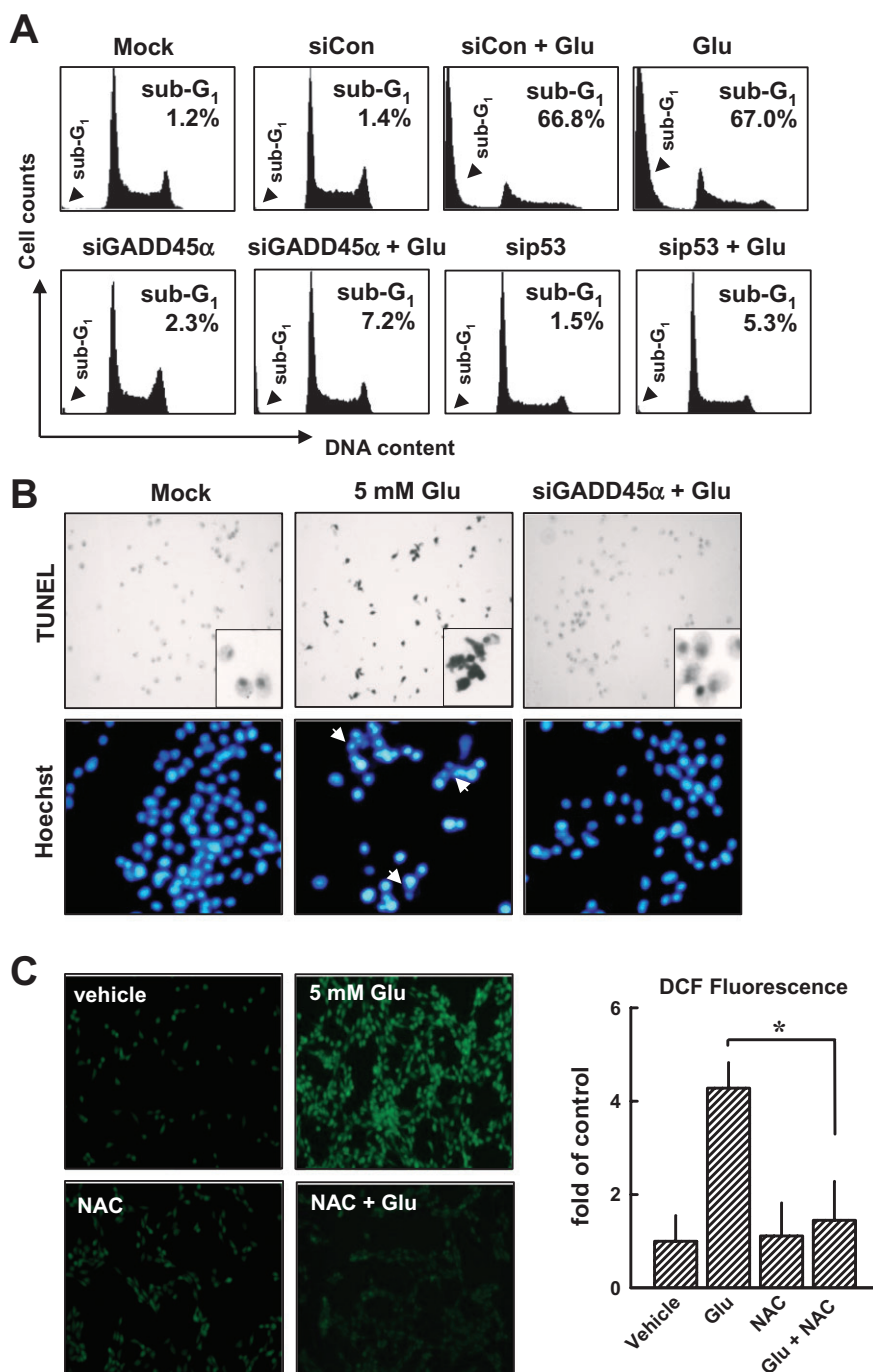 A
Mock
siCon
siCon + Glu
Glu
sub-G1
1.2%
sub-G1
sub-G1
1.4%
sub-G1
sub-G1
66.8%
sub-G1
sub-G1
67.0%
sub-G1
Cell counts
siGADD45α
siGADD45α + Glu
sip53
sip53 + Glu
sub-G1
2.3%
sub-G1
sub-G1
7.2%
sub-G1
sub-G1
1.5%
sub-G1
sub-G1
5.3%
sub-G1
DNA content
B
Mock
5 mM Glu
siGADD45α + Glu
TUNEL
Hoechst
C
vehicle
5 mM Glu
NAC
NAC + Glu
DCF Fluorescence
fold of control
6
4
2
0
*
Vehicle
Glu
NAC
Glu + NAC